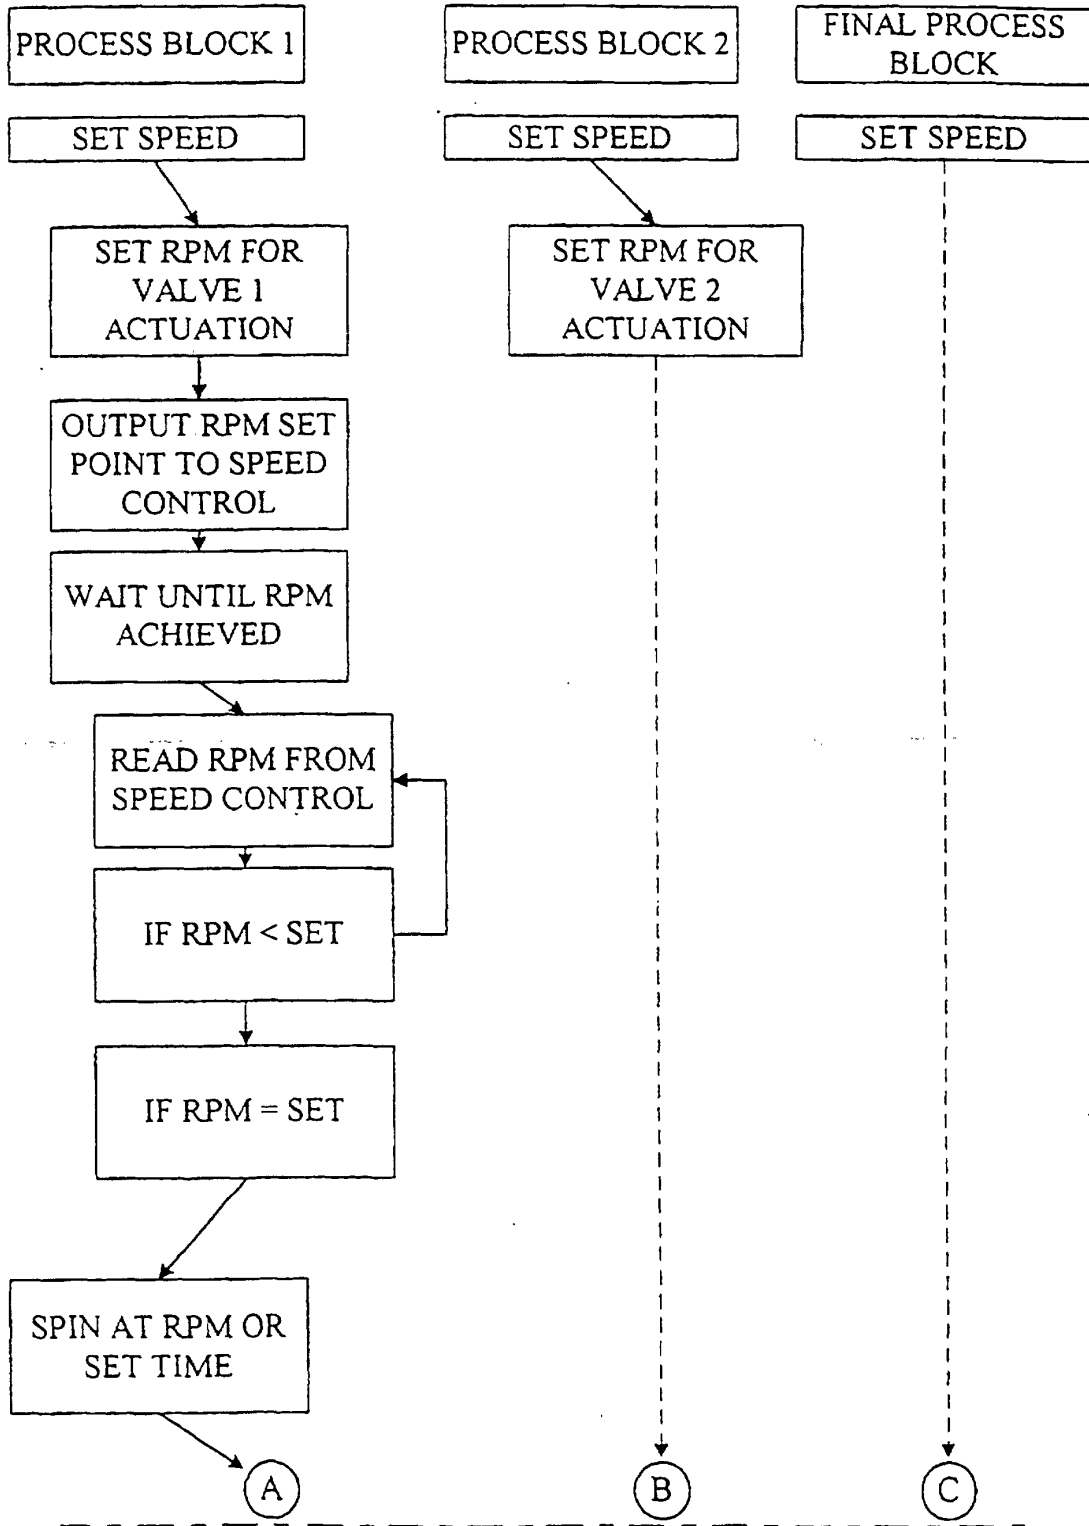 PROCESS BLOCK 1
PROCESS BLOCK 2
FINAL PROCESS
BLOCK
SET SPEED
SET SPEED
SET SPEED
SET RPM FOR
VALVE 1
ACTUATION
SET RPM FOR
VALVE 2
ACTUATION
OUTPUT RPM SET
POINT TO SPEED
CONTROL
WAIT UNTIL RPM
ACHIEVED
READ RPM FROM
SPEED CONTROL
IF RPM < SET
IF RPM = SET
SPIN AT RPM OR
SET TIME
A
B
C